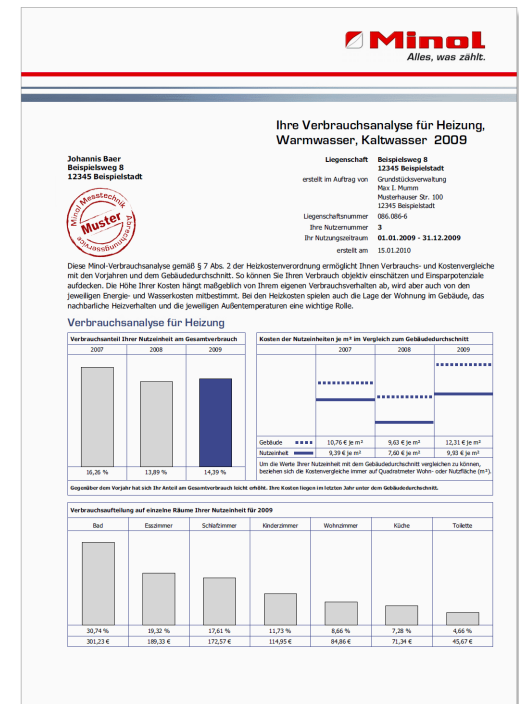 Minol
Alles, was zählt.
Ihre Verbrauchsanalyse für Heizung,
Warmwasser, Kaltwasser 2009
Johannis Baer
Beispielsweg 8
12345 Beispielstadt
Liegenschaft Beispielweg 8
12345 Beispielstadt
erstellt im Auftrag von Grundstücksverwaltung
Max I. Mumm
Musterhauser Str. 100
12345 Beispielstadt
Liegenschaftsnummer 086.086-6
Ihre Nutzernummer 3
Ihr Nutzungszeitraum 01.01.2009 - 31.12.2009
erstellt am 15.01.2010
Minol Messtechnik
Muster
Abrechnungsservice
Diese Minol-Verbrauchsanalyse gemäß § 7 Abs. 2 der Heizkostenverordnung ermöglicht Ihnen Verbrauchs- und Kostenvergleiche
mit den Vorjahren und dem Gebäudedurchschnitt. So können Sie Ihren Verbrauch objektiv einschätzen und Einsparpotenziale
aufdecken. Die Höhe Ihrer Kosten hängt maßgeblich von Ihrem eigenen Verbrauchsverhalten ab, wird aber auch von den
jeweiligen Energie- und Wasserkosten mitbestimmt. Bei den Heizkosten spielen auch die Lage der Wohnung im Gebäude, das
nachbarliche Heizverhalten und die jeweiligen Außentemperaturen eine wichtige Rolle.
Verbrauchsanalyse für Heizung
Verbrauchsanteil Ihrer Nutzeinheit am Gesamtverbrauch
2007 2008 2009
16,26 % 13,89 % 14,39 %
Kosten der Nutzeinheiten je m² im Vergleich zum Gebäudedurchschnitt
2007 2008 2009
Gebäude 10,76 € je m² 9,63 € je m² 12,31 € je m²
Nutzeinheit 9,39 € je m² 7,60 € je m² 9,93 € je m²
Um die Werte Ihrer Nutzeinheit mit dem Gebäudedurchschnitt vergleichen zu können,
beziehen sich die Kostenvergleiche immer auf Quadratmeter Wohn- oder Nutzfläche (m²).
Gegenüber dem Vorjahr hat sich Ihr Anteil am Gesamtverbrauch leicht erhöht. Ihre Kosten liegen im letzten Jahr unter dem Gebäudedurchschnitt.
Verbrauchsaufteilung auf einzelne Räume Ihrer Nutzeinheit für 2009
Bad Esszimmer Schlafzimmer Kinderzimmer Wohnzimmer Küche Toilette
30,74 % 19,32 % 17,61 % 11,73 % 8,66 % 7,28 % 4,66 %
301,23 € 189,33 € 172,57 € 114,95 € 84,86 € 71,34 € 45,67 €